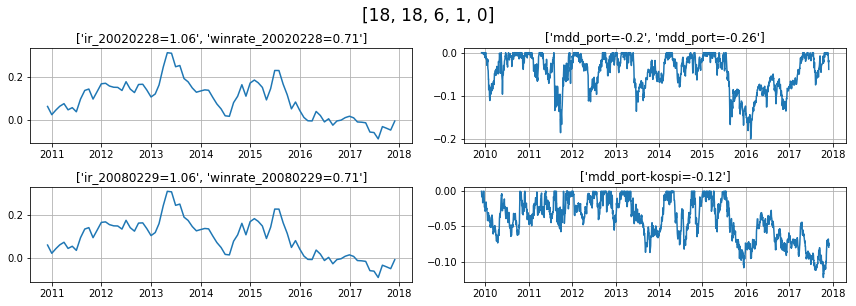 [18, 18, 6, 1, 0]
['ir_20020228=1.06', 'winrate_20020228=0.71']
0.2
0.0
2011 2012 2013 2014 2015 2016 2017 2018
['mdd_port=-0.2', 'mdd_port=-0.26']
0.0
−0.1
−0.2
2010 2011 2012 2013 2014 2015 2016 2017 2018
['ir_20080229=1.06', 'winrate_20080229=0.71']
0.2
0.0
2011 2012 2013 2014 2015 2016 2017 2018
['mdd_port-kospi=-0.12']
0.00
−0.05
−0.10
2010 2011 2012 2013 2014 2015 2016 2017 2018